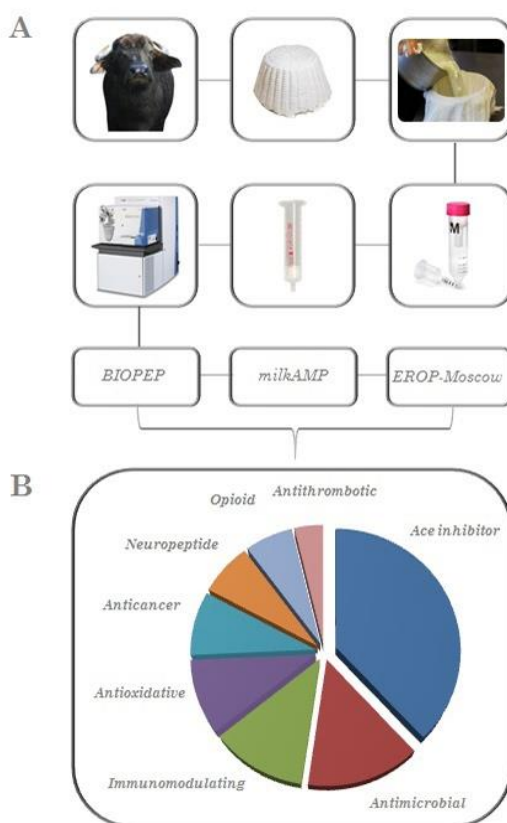 A
M
BIOPEP
milkAMP
EROP-Moscow
B
Opioid
Antithrombotic
Ace inhibitor
Neuropeptide
Anticancer
Antioxidative
Immunomodulating
Antimicrobial